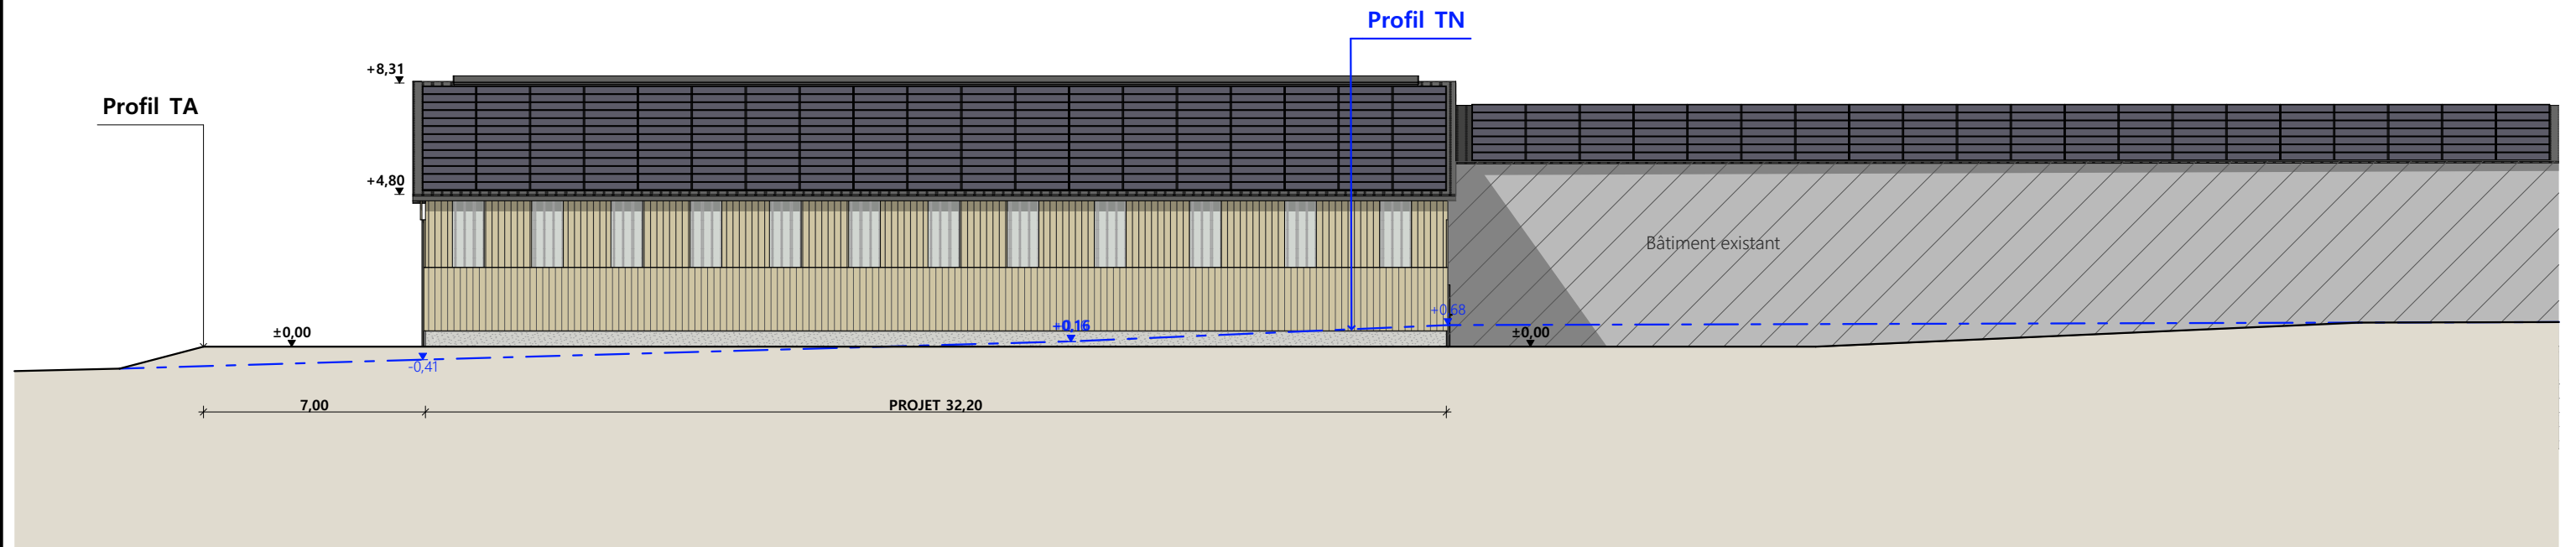 Profil TN
+8,31
Profil TA
+4,80
Bâtiment existant
+0,68
+0,16
±0,00
±0,00
-0,41
7,00
PROJET 32,20